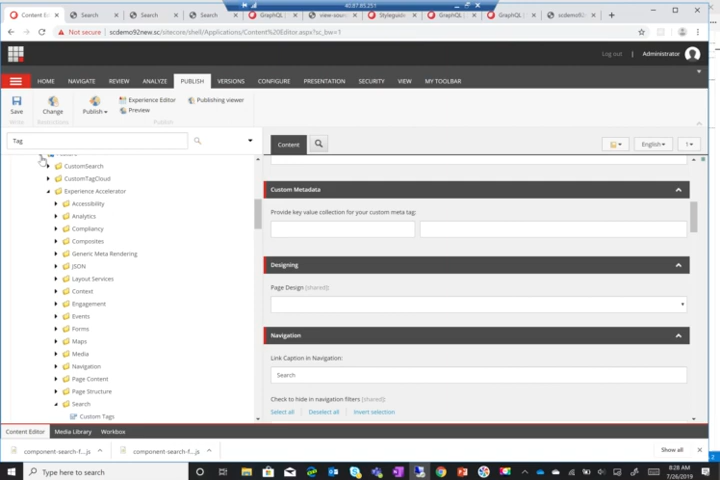 40.87.85.251
Content E
Search
Search
Search
GraphQL |
view-sour
Styleguid
GraphQL |
GraphQL |
scdemo92
Not secure | scdemo92new.sc/sitecore/shell/Applications/Content%20Editor.aspx?sc_bw=1
Log out | Administrator
HOME NAVIGATE REVIEW ANALYZE PUBLISH VERSIONS CONFIGURE PRESENTATION SECURITY VIEW MY TOOLBAR
Save
Write
Change
Restrictions
Publish
Experience Editor
Preview
Publishing viewer
Publish
Tag
Content
English
1
CustomSearch
CustomTagCloud
Experience Accelerator
Accessibility
Analytics
Compliancy
Composites
Generic Meta Rendering
JSON
Layout Services
Context
Engagement
Events
Forms
Maps
Media
Navigation
Page Content
Page Structure
Search
Custom Tags
Custom Metadata
Provide key value collection for your custom meta tag:
Designing
Page Design [shared]:
Navigation
Link Caption in Navigation:
Search
Check to hide in navigation filters [shared]:
Select all Deselect all Invert selection
Content Editor Media Library Workbox
component-search-f....js
component-search-f....js
Show all
Type here to search
8:28 AM
7/26/2019
2